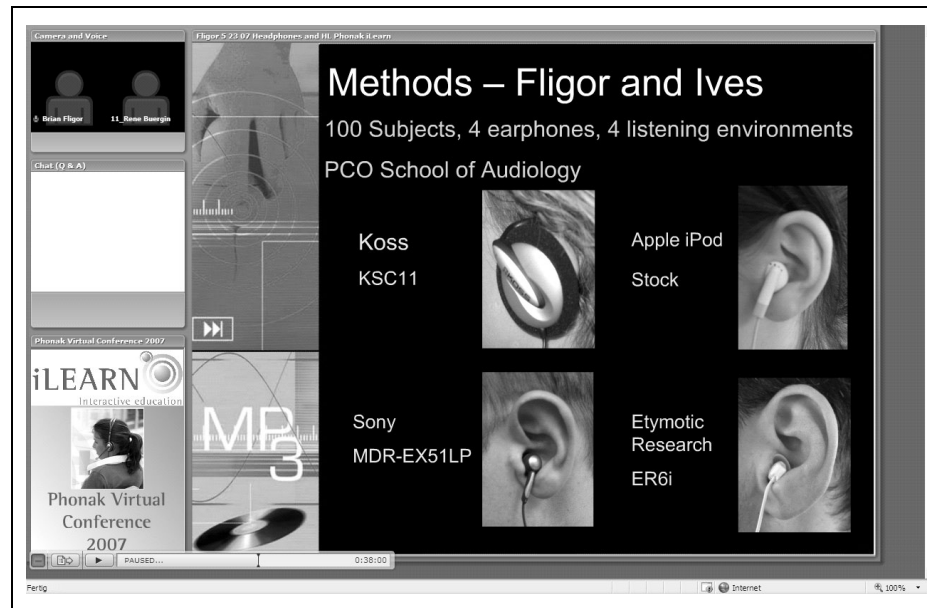 Camera and Voice
Brian Fligor
11_Rene Buergin
Chat (Q & A)
Phonak Virtual Conference 2007
iLEARN
Interactive education
Phonak Virtual
Conference
2007
Fligor 5 23 07 Headphones and HL Phonak iLearn
MP
3
Methods – Fligor and Ives
100 Subjects, 4 earphones, 4 listening environments
PCO School of Audiology
Koss
KSC11
Apple iPod
Stock
Sony
MDR-EX51LP
Etymotic
Research
ER6i
PAUSED...
0:38:00
Fertig
Internet
100%